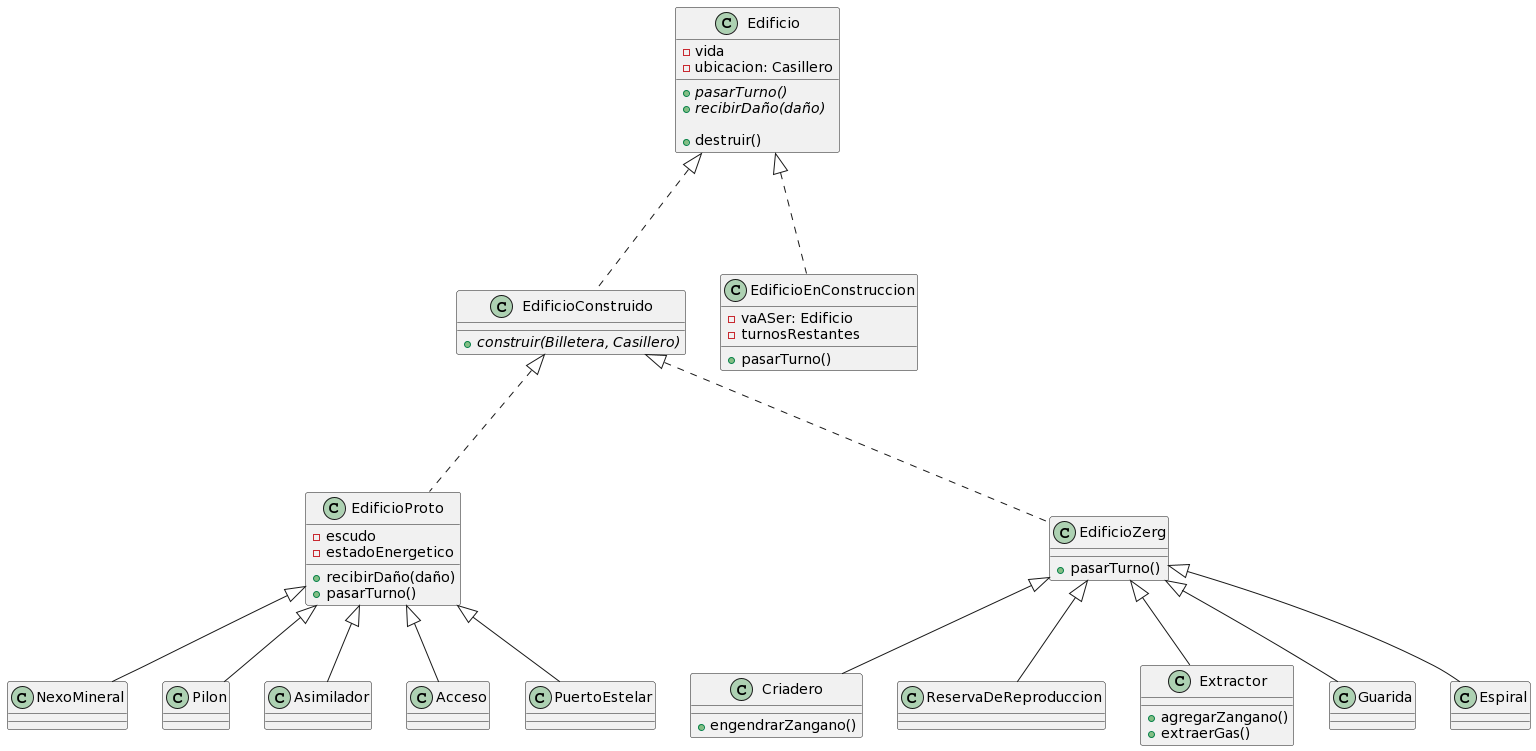 C Edificio
vida
ubicacion: Casillero
pasarTurno()
recibirDaño(daño)
destruir()
C EdificioConstruido
construir(Billetera, Casillero)
C EdificioEnConstruccion
vaASer: Edificio
turnosRestantes
pasarTurno()
C EdificioProto
escudo
estadoEnergetico
recibirDaño(daño)
pasarTurno()
C EdificioZerg
pasarTurno()
C NexoMineral
C Pilon
C Asimilador
C Acceso
C PuertoEstelar
C Criadero
engendrarZangano()
C ReservaDeReproduccion
C Extractor
agregarZangano()
extraerGas()
C Guarida
C Espiral